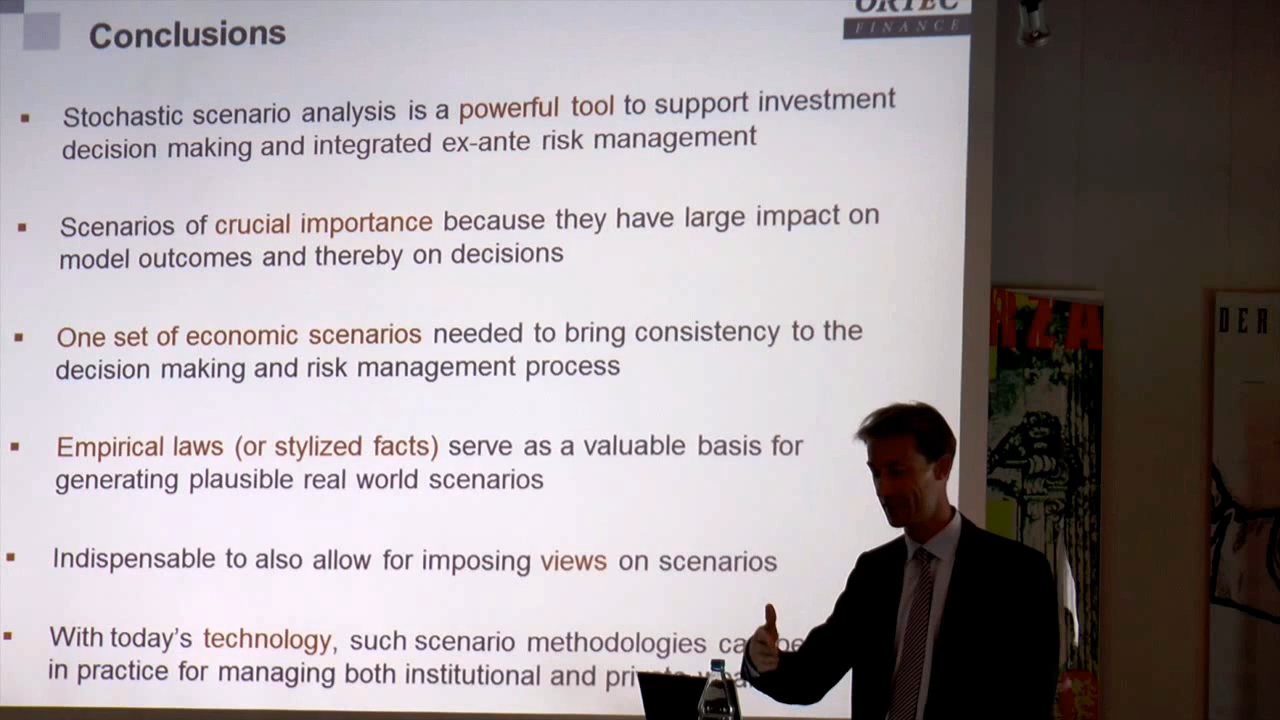 Conclusions
ORTEC
FINANCE
▪ Stochastic scenario analysis is a powerful tool to support investment
decision making and integrated ex-ante risk management
▪ Scenarios of crucial importance because they have large impact on
model outcomes and thereby on decisions
▪ One set of economic scenarios needed to bring consistency to the
decision making and risk management process
▪ Empirical laws (or stylized facts) serve as a valuable basis for
generating plausible real world scenarios
▪ Indispensable to also allow for imposing views on scenarios
▪ With today's technology, such scenario methodologies can be
in practice for managing both institutional and private
RZA
DER